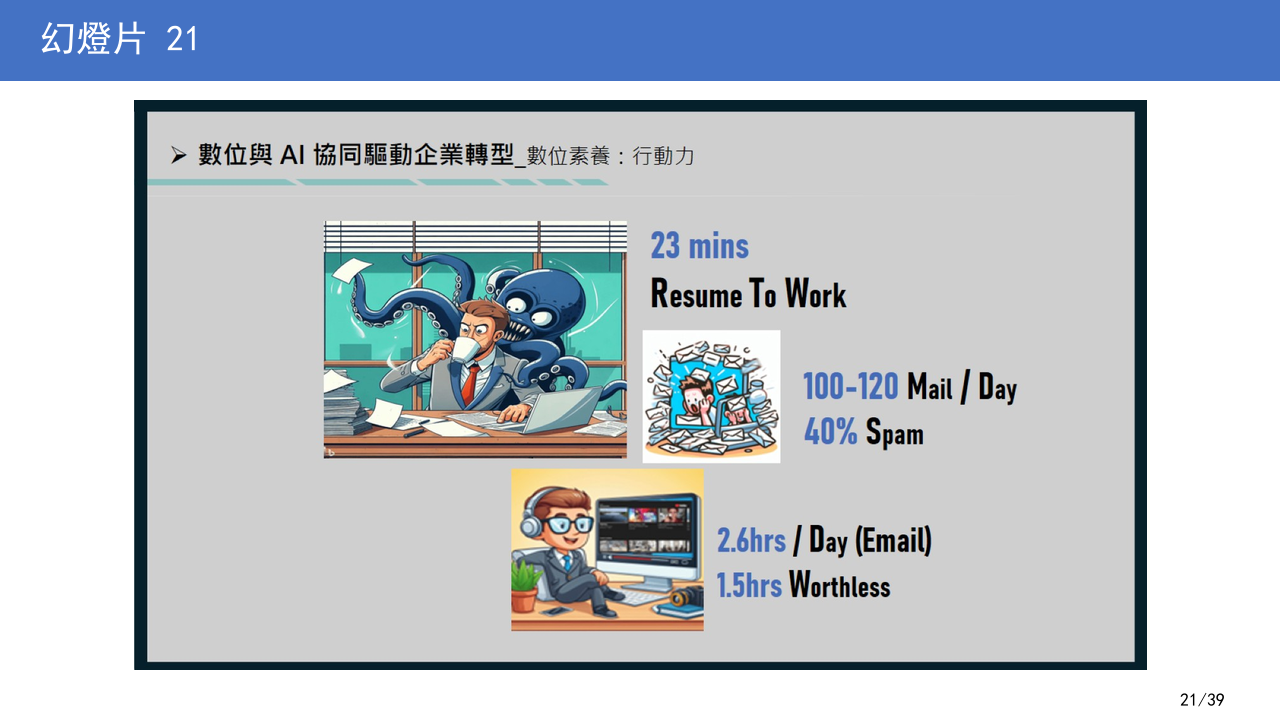 幻燈片 21
➢ 數位與 AI 協同驅動企業轉型_數位素養：行動力
23 mins
Resume To Work
100-120 Mail / Day
40% Spam
2.6hrs / Day (Email)
1.5hrs Worthless
21/39